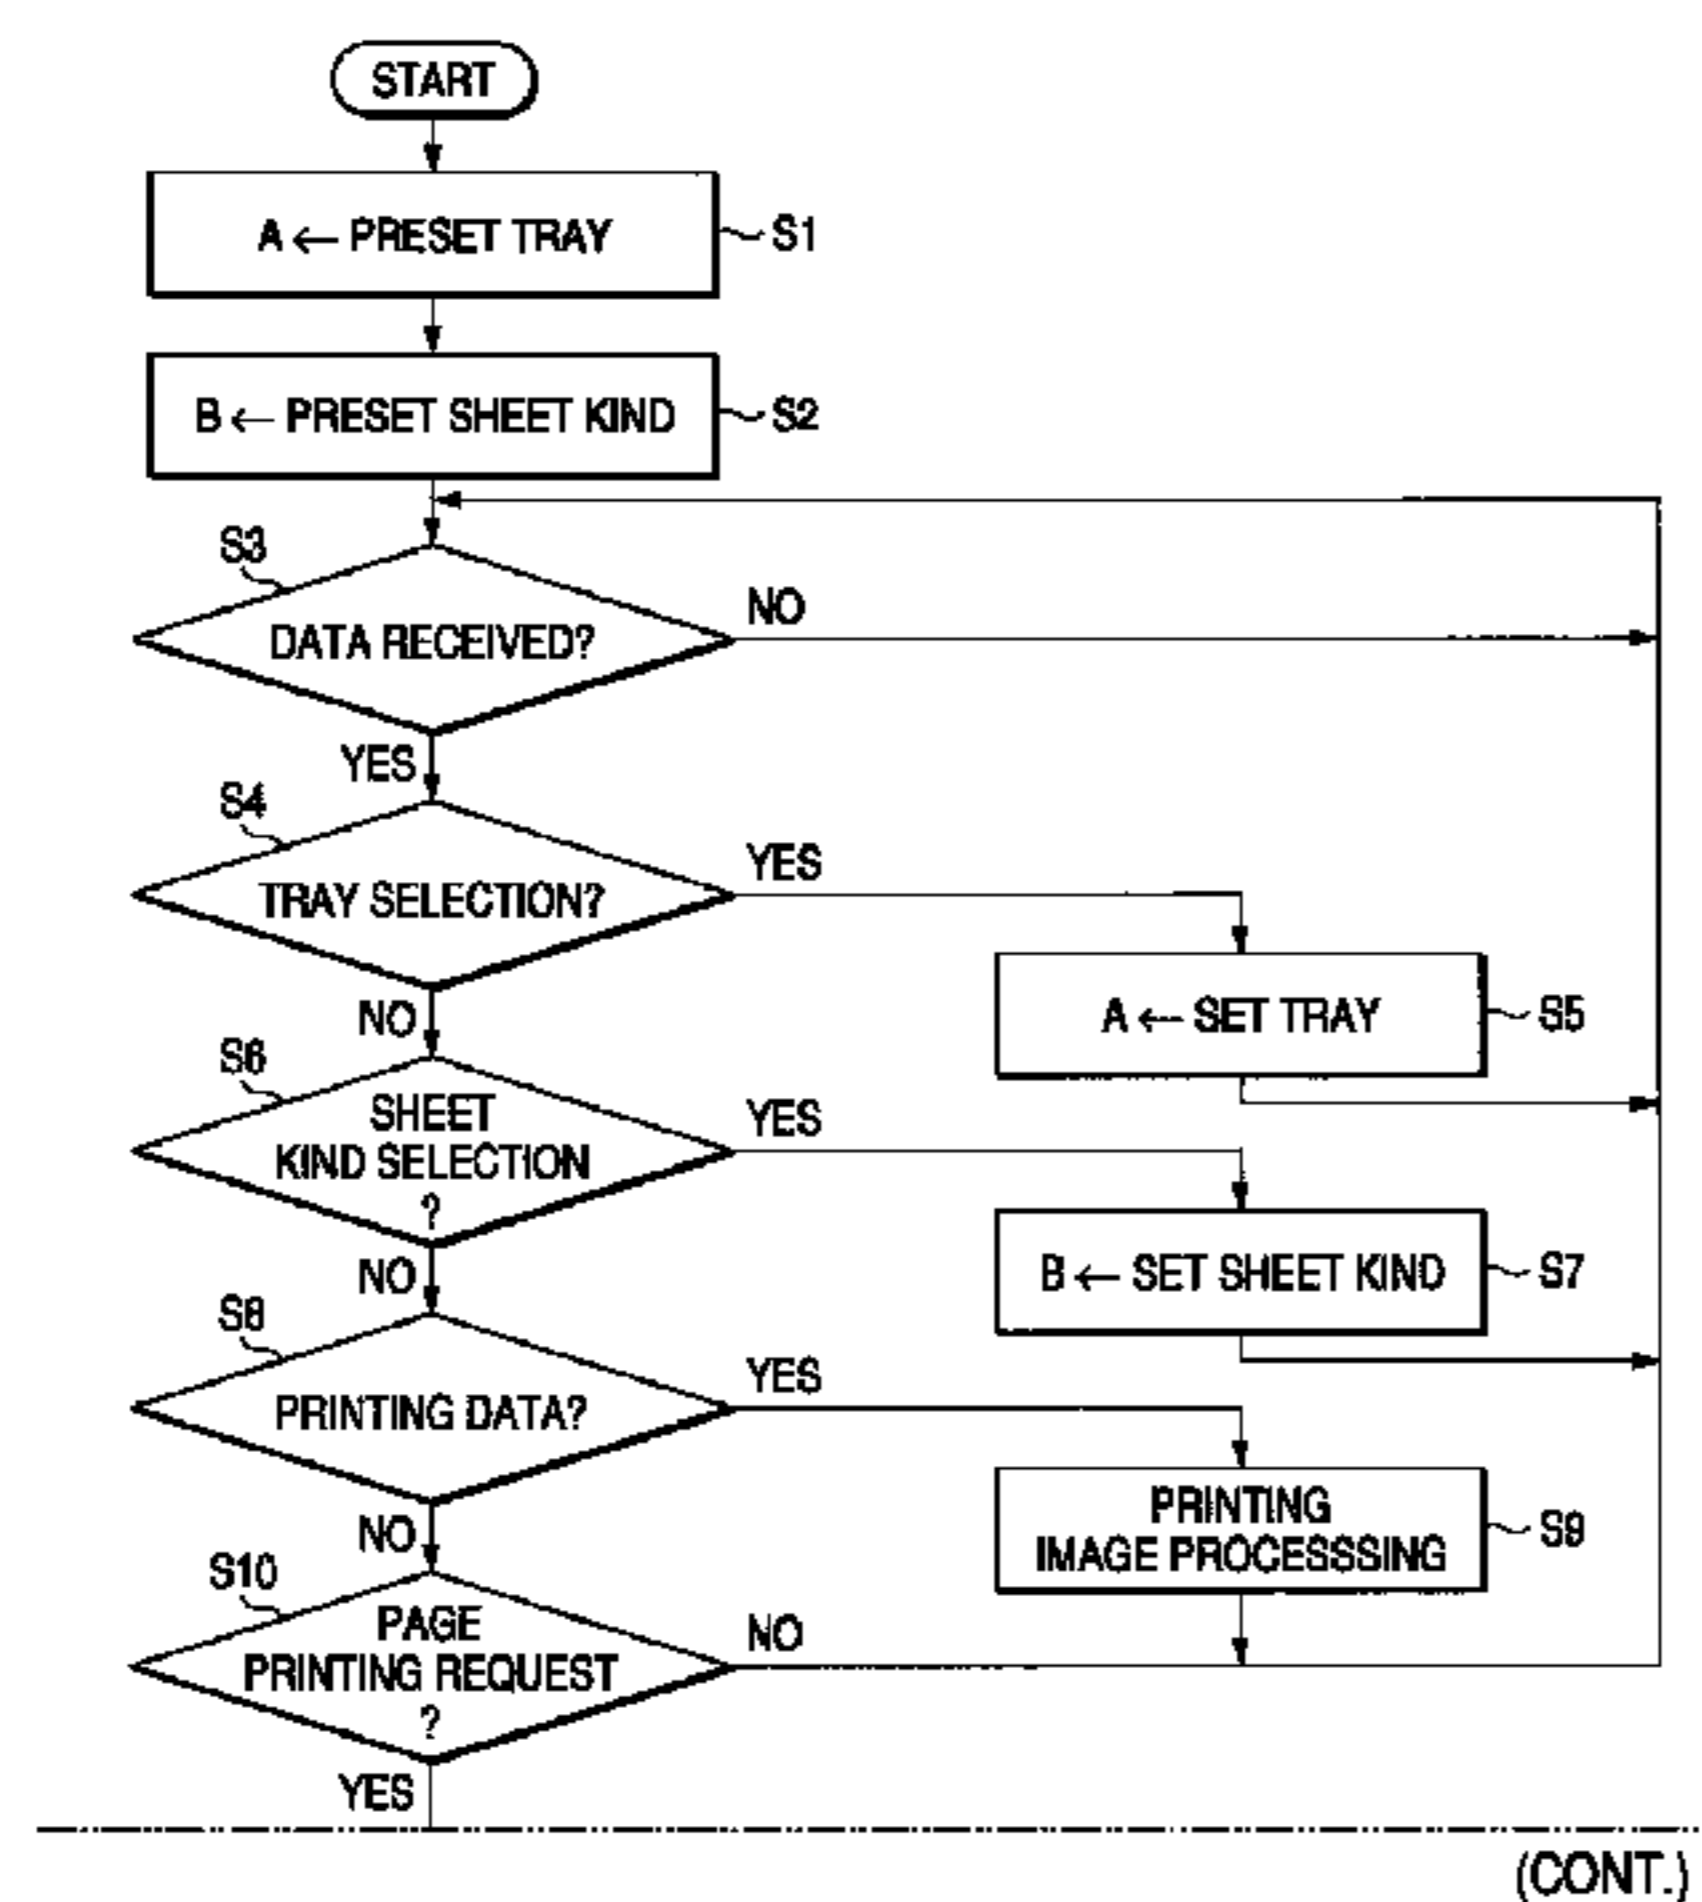 START
A ← PRESET TRAY
S1
B ← PRESET SHEET KIND
S2
S3
DATA RECEIVED?
NO
YES
S4
TRAY SELECTION?
YES
A ← SET TRAY
S5
NO
S6
SHEET
KIND SELECTION
?
YES
B ← SET SHEET KIND
S7
NO
S8
PRINTING DATA?
YES
PRINTING
IMAGE PROCESSSING
S9
NO
S10
PAGE
PRINTING REQUEST
?
NO
YES
(CONT.)